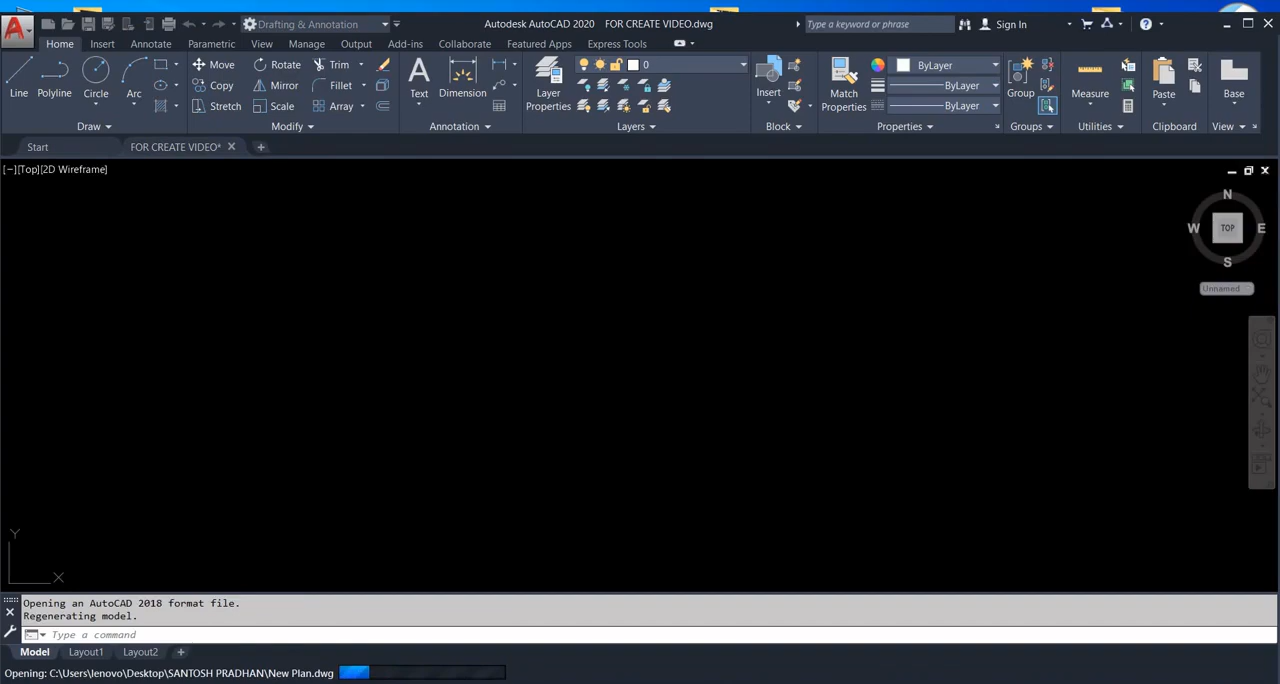 Drafting & Annotation
Autodesk AutoCAD 2020 FOR CREATE VIDEO.dwg
Type a keyword or phrase
Sign In
Home Insert Annotate Parametric View Manage Output Add-ins Collaborate Featured Apps Express Tools
Move Rotate Trim
0
ByLayer
Copy Mirror Fillet
ByLayer
Line Polyline Circle Arc
Text Dimension
Layer Properties
Insert
Match Properties
Group
Measure
Paste
Base
Stretch Scale Array
ByLayer
Draw Modify Annotation Layers Block Properties Groups Utilities Clipboard View
Start FOR CREATE VIDEO*
[−][Top][2D Wireframe]
N
W TOP E
S
Unnamed
Y
X
Opening an AutoCAD 2018 format file.
Regenerating model.
Type a command
Model Layout1 Layout2 +
Opening: C:\Users\lenovo\Desktop\SANTOSH PRADHAN\New Plan.dwg